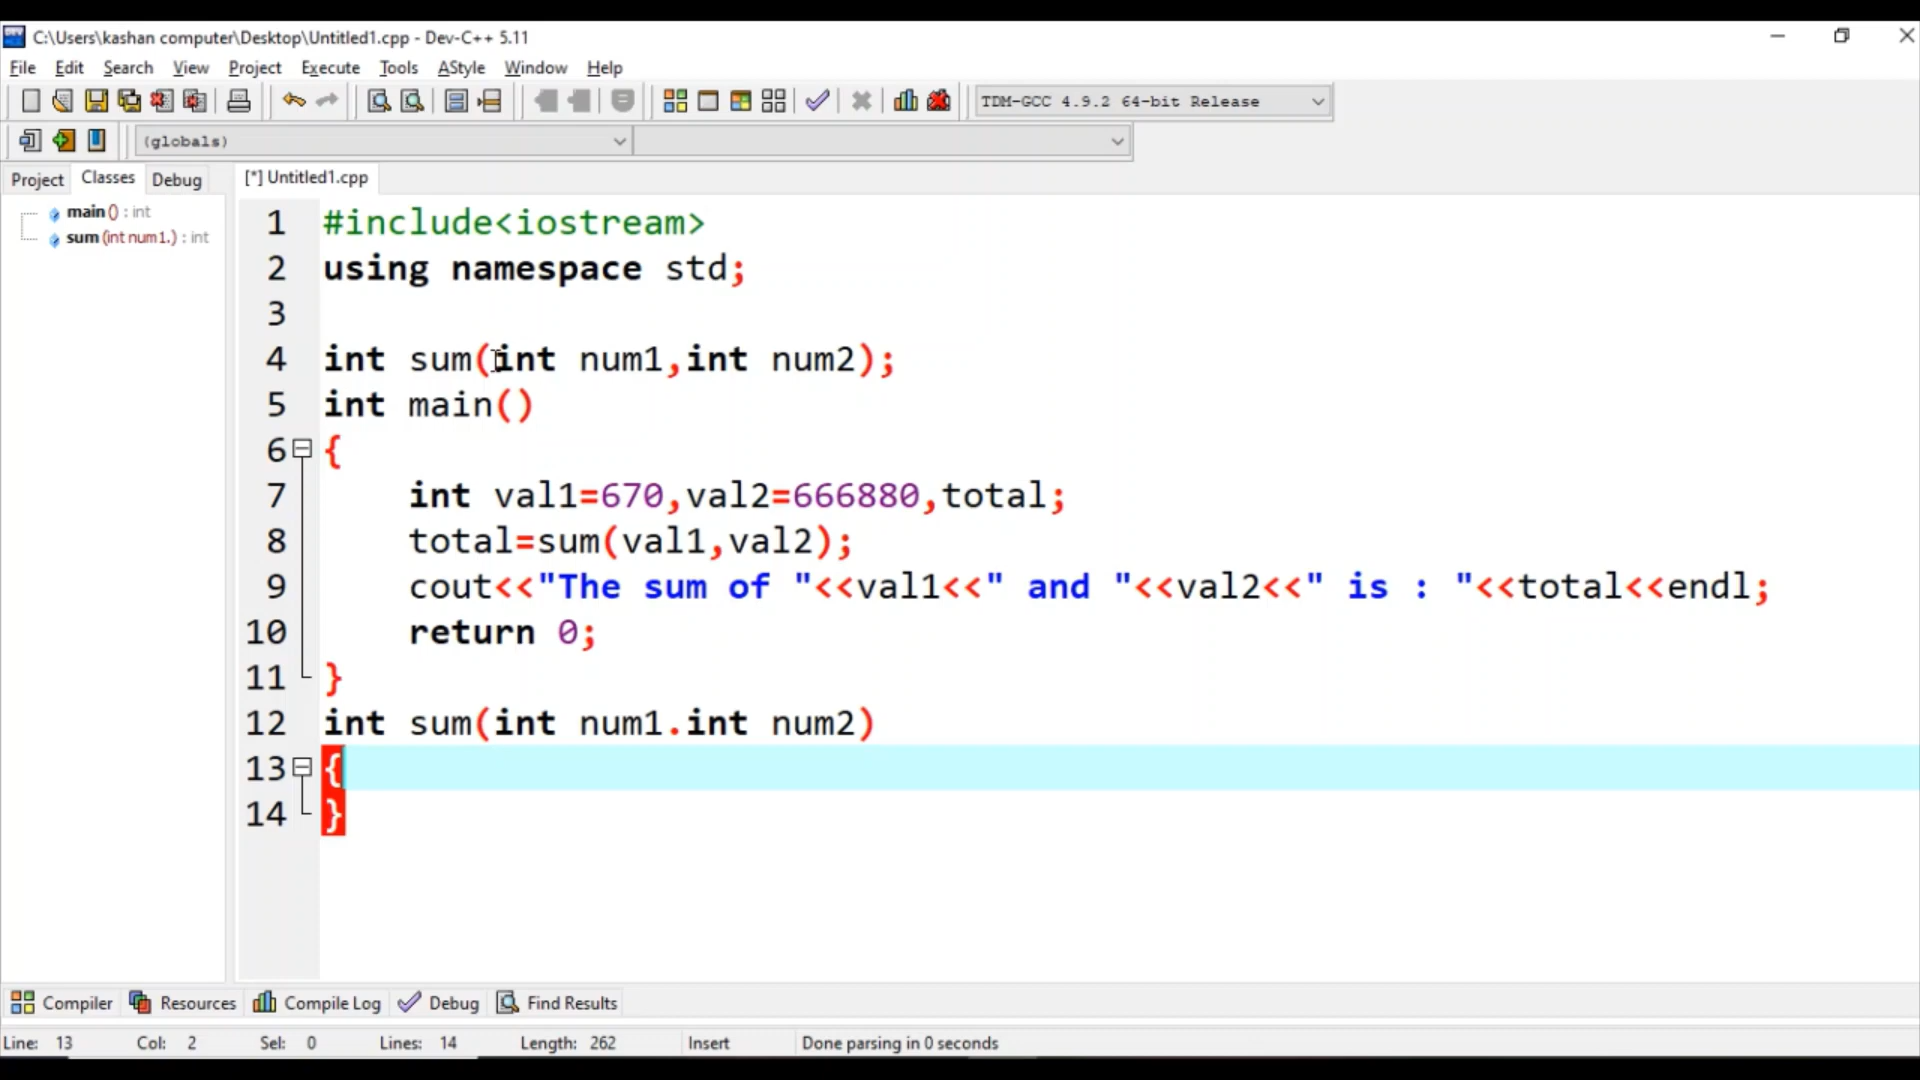 C:\Users\kashan computer\Desktop\Untitled1.cpp - Dev-C++ 5.11
File Edit Search View Project Execute Tools AStyle Window Help
TDM-GCC 4.9.2 64-bit Release
(globals)
Project Classes Debug [*] Untitled1.cpp
main () : int
sum (int num1.) : int
1 #include<iostream>
2 using namespace std;
3
4 int sum(int num1,int num2);
5 int main()
6 {
7 int val1=670,val2=666880,total;
8 total=sum(val1,val2);
9 cout<<"The sum of "<<val1<<" and "<<val2<<" is : "<<total<<endl;
10 return 0;
11 }
12 int sum(int num1.int num2)
13 {
14 }
Compiler Resources Compile Log Debug Find Results
Line: 13 Col: 2 Sel: 0 Lines: 14 Length: 262 Insert Done parsing in 0 seconds